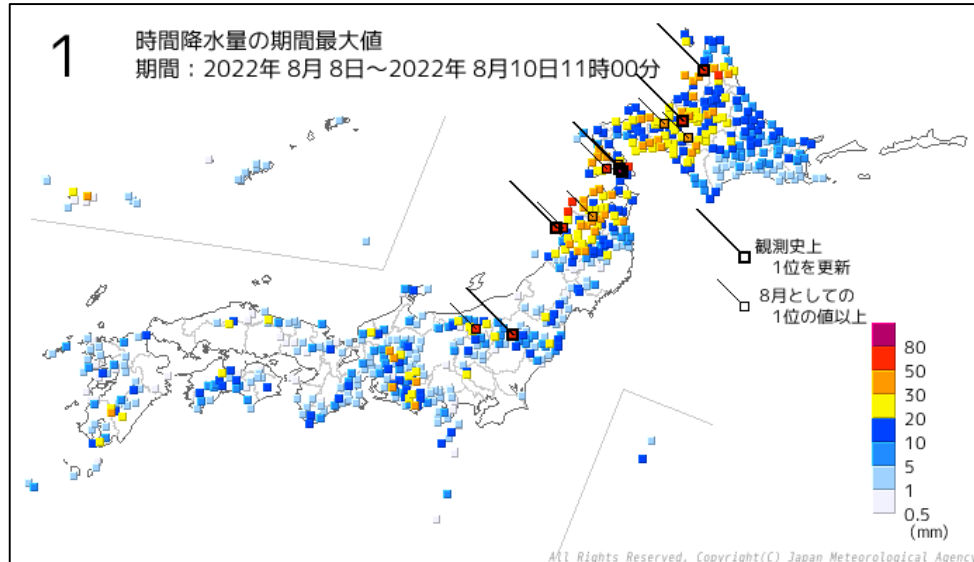 1
時間降水量の期間最大値
期間：2022年 8月 8日～2022年 8月10日11時00分
観測史上
1位を更新
8月としての
1位の値以上
80
50
30
20
10
5
1
0.5
(mm)
All Rights Reserved. Copyright(C) Japan Meteorological Agency